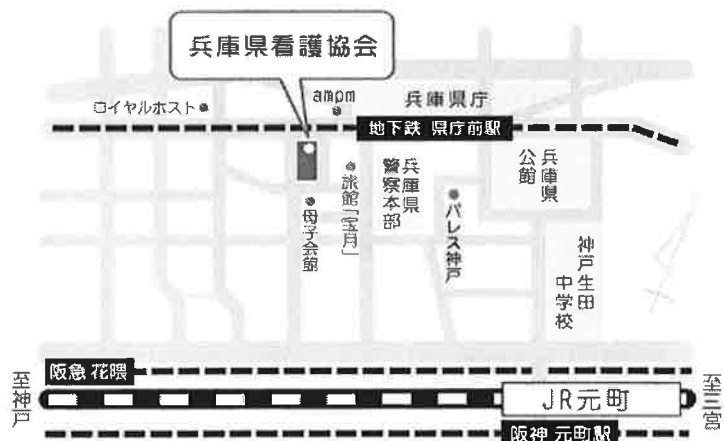 兵庫県看護協会
ampm
兵庫県庁
ロイヤルホスト
地下鉄 県庁前駅
兵庫県
公館
兵庫県
警察本部
旅館「宝月」
母子会館
パレス神戸
神戸生田
中学校
阪急 花隈
至神戸
JR元町
至三宮
阪神 元町駅